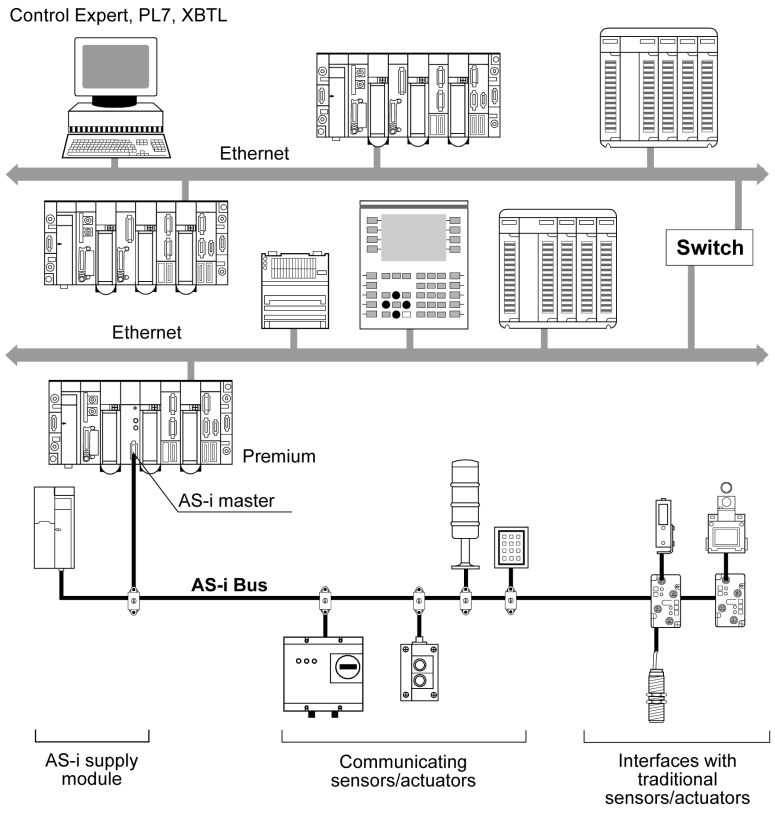 Control Expert, PL7, XBTL
Ethernet
Switch
Ethernet
Premium
AS-i master
AS-i Bus
AS-i supply
module
Communicating
sensors/actuators
Interfaces with
traditional
sensors/actuators